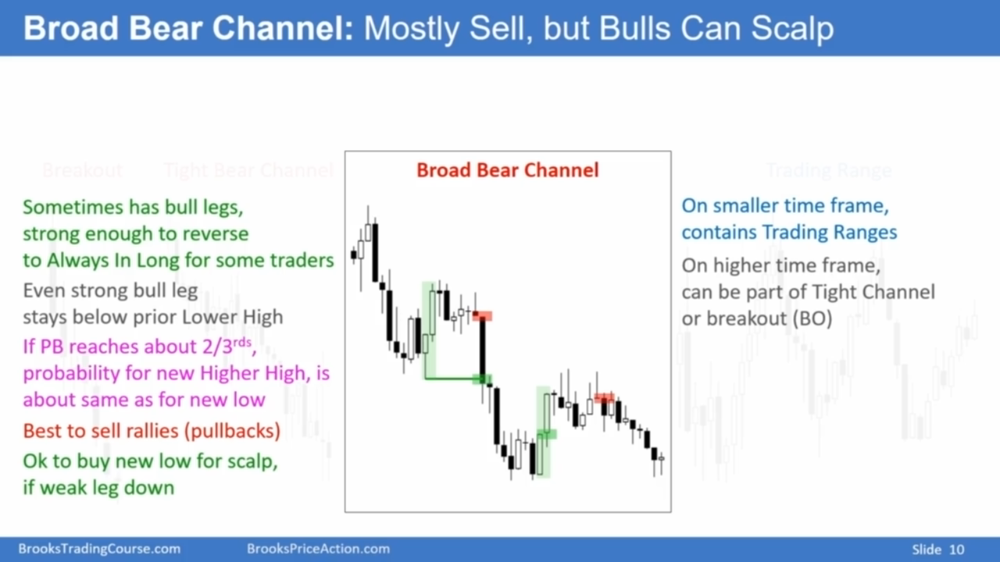 Broad Bear Channel: Mostly Sell, but Bulls Can Scalp
Breakout
Tight Bear Channel
Broad Bear Channel
Trading Range
Sometimes has bull legs,
strong enough to reverse
to Always In Long for some traders
Even strong bull leg
stays below prior Lower High
If PB reaches about 2/3rds,
probability for new Higher High, is
about same as for new low
Best to sell rallies (pullbacks)
Ok to buy new low for scalp,
if weak leg down
On smaller time frame,
contains Trading Ranges
On higher time frame,
can be part of Tight Channel
or breakout (BO)
BrooksTradingCourse.com
BrooksPriceAction.com
Slide 10